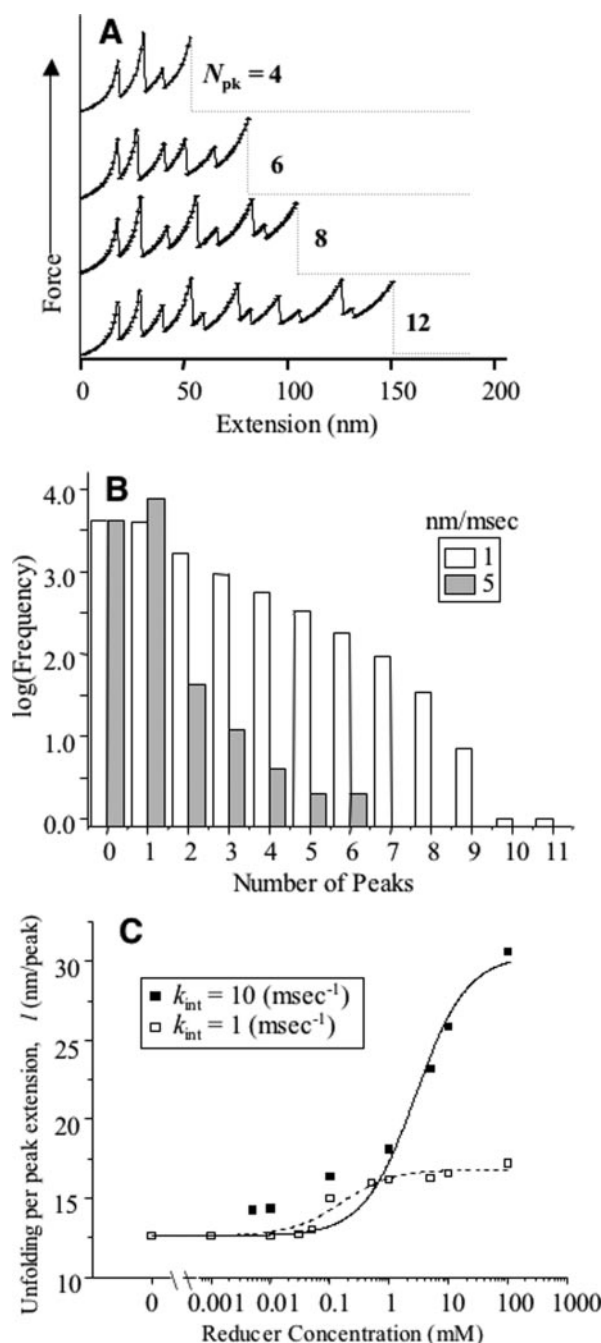 A
N_pk = 4
6
8
12
Force
0 50 100 150 200
Extension (nm)
B
nm/msec
1
5
4.0
3.0
2.0
1.0
0.0
log(Frequency)
0 1 2 3 4 5 6 7 8 9 10 11
Number of Peaks
C
k_int = 10 (msec⁻¹)
k_int = 1 (msec⁻¹)
30
25
20
15
10
Unfolding per peak extension, l (nm/peak)
0 0.001 0.01 0.1 1 10 100 1000
Reducer Concentration (mM)